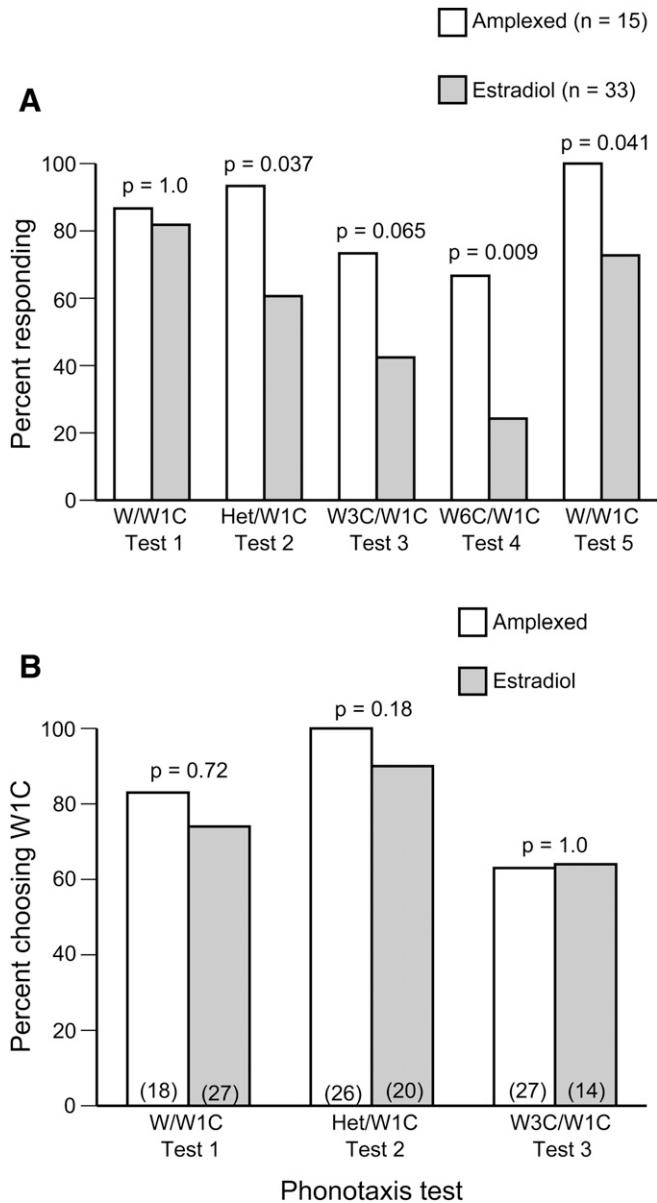 Amplexed (n = 15)
Estradiol (n = 33)
A
Percent responding
100
80
60
40
20
0
p = 1.0
p = 0.037
p = 0.065
p = 0.009
p = 0.041
W/W1C Het/W1C W3C/W1C W6C/W1C W/W1C
Test 1 Test 2 Test 3 Test 4 Test 5
Amplexed
Estradiol
B
Percent choosing W1C
100
80
60
40
20
0
p = 0.72
p = 0.18
p = 1.0
(18) (27) (26) (20) (27) (14)
W/W1C Het/W1C W3C/W1C
Test 1 Test 2 Test 3
Phonotaxis test